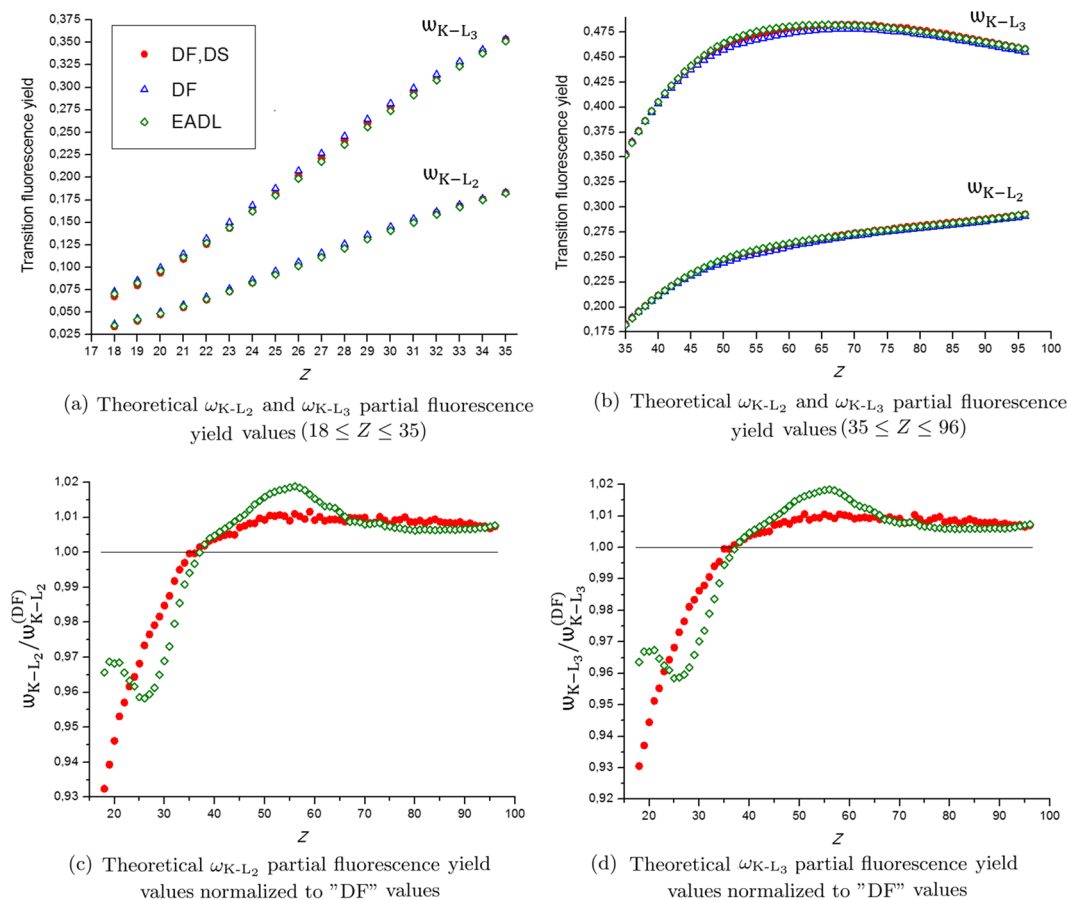 0,375
0,350
0,325
0,300
0,275
0,250
0,225
0,200
0,175
0,150
0,125
0,100
0,075
0,050
0,025
Transition fluorescence yield
DF,DS
DF
EADL
ωK−L3
ωK−L2
17 18 19 20 21 22 23 24 25 26 27 28 29 30 31 32 33 34 35
Z
(a) Theoretical ωK-L2 and ωK-L3 partial fluorescence
yield values (18 ≤ Z ≤ 35)
0,475
0,450
0,400
0,350
0,300
0,250
0,200
0,175
Transition fluorescence yield
ωK−L3
ωK−L2
35 40 45 50 55 60 65 70 75 80 85 90 95 100
Z
(b) Theoretical ωK-L2 and ωK-L3 partial fluorescence
yield values (35 ≤ Z ≤ 96)
1,02
1,01
1,00
0,99
0,98
0,97
0,96
0,95
0,94
0,93
ωK−L2/ω(DF)K−L2
20 30 40 50 60 70 80 90 100
Z
(c) Theoretical ωK-L2 partial fluorescence yield
values normalized to ”DF” values
1,02
1,01
1,00
0,99
0,98
0,97
0,96
0,95
0,94
0,93
0,92
ωK−L3/ω(DF)K−L3
20 30 40 50 60 70 80 90 100
Z
(d) Theoretical ωK-L3 partial fluorescence yield
values normalized to ”DF” values